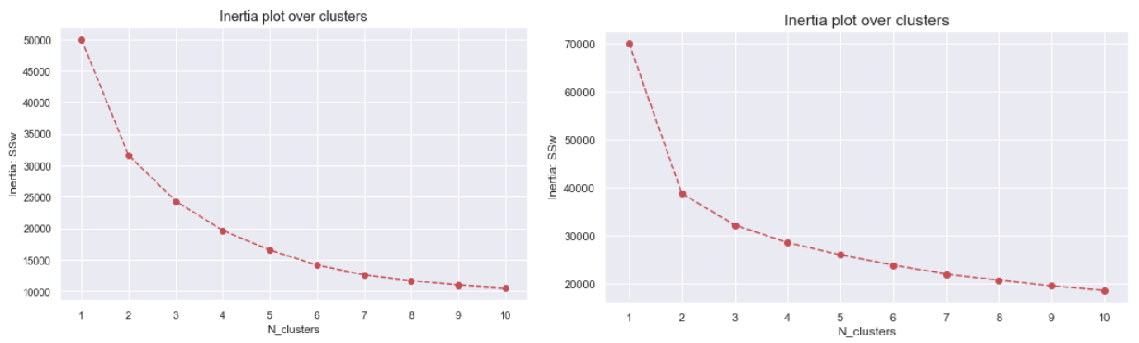 Inertia plot over clusters
50000
45000
40000
35000
30000
25000
20000
15000
10000
Inertia: SSw
1 2 3 4 5 6 7 8 9 10
N_clusters
Inertia plot over clusters
70000
60000
50000
40000
30000
20000
Inertia: SSw
1 2 3 4 5 6 7 8 9 10
N_clusters